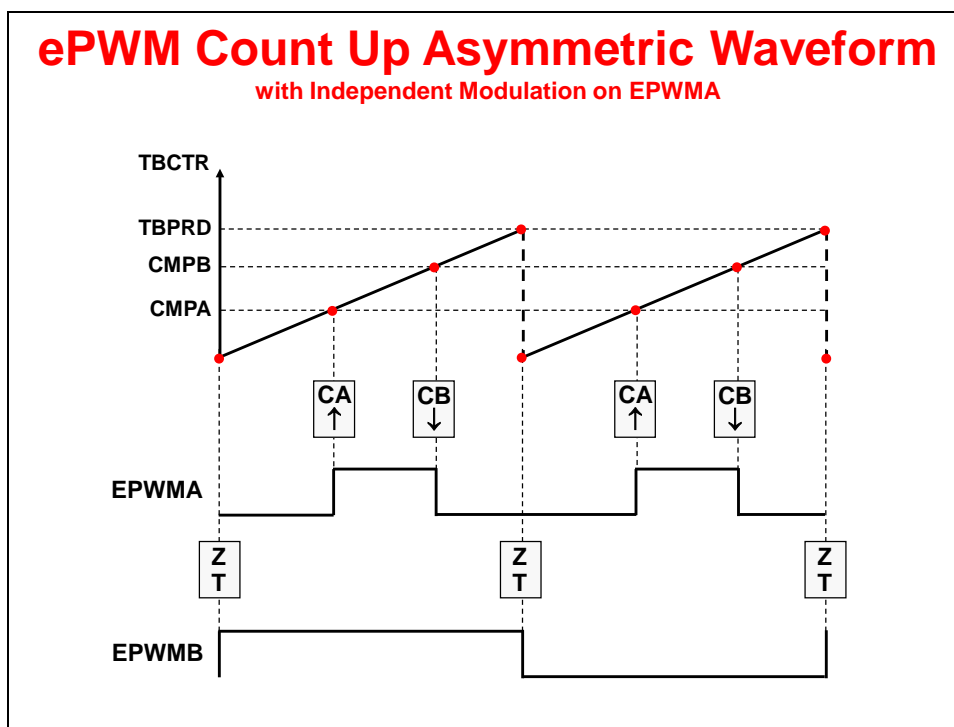 ePWM Count Up Asymmetric Waveform
with Independent Modulation on EPWMA
TBCTR
TBPRD
CMPB
CMPA
CA
↑
CB
↓
CA
↑
CB
↓
EPWMA
Z
T
Z
T
Z
T
EPWMB